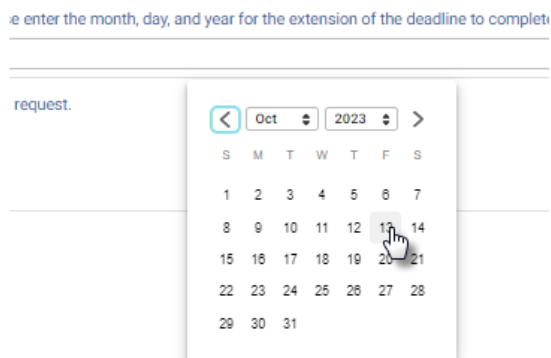 e enter the month, day, and year for the extension of the deadline to complete
request.
Oct 2023
S M T W T F S
1 2 3 4 5 6 7
8 9 10 11 12 13 14
15 16 17 18 19 20 21
22 23 24 25 26 27 28
29 30 31